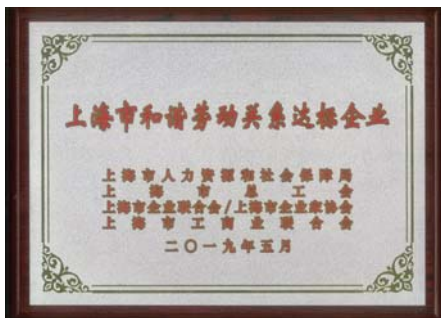 上海市和谐劳动关系达标企业
上海市人力资源和社会保障局
上海市总工会
上海市企业联合会/上海市企业家协会
上海市工商业联合会
二〇一九年五月